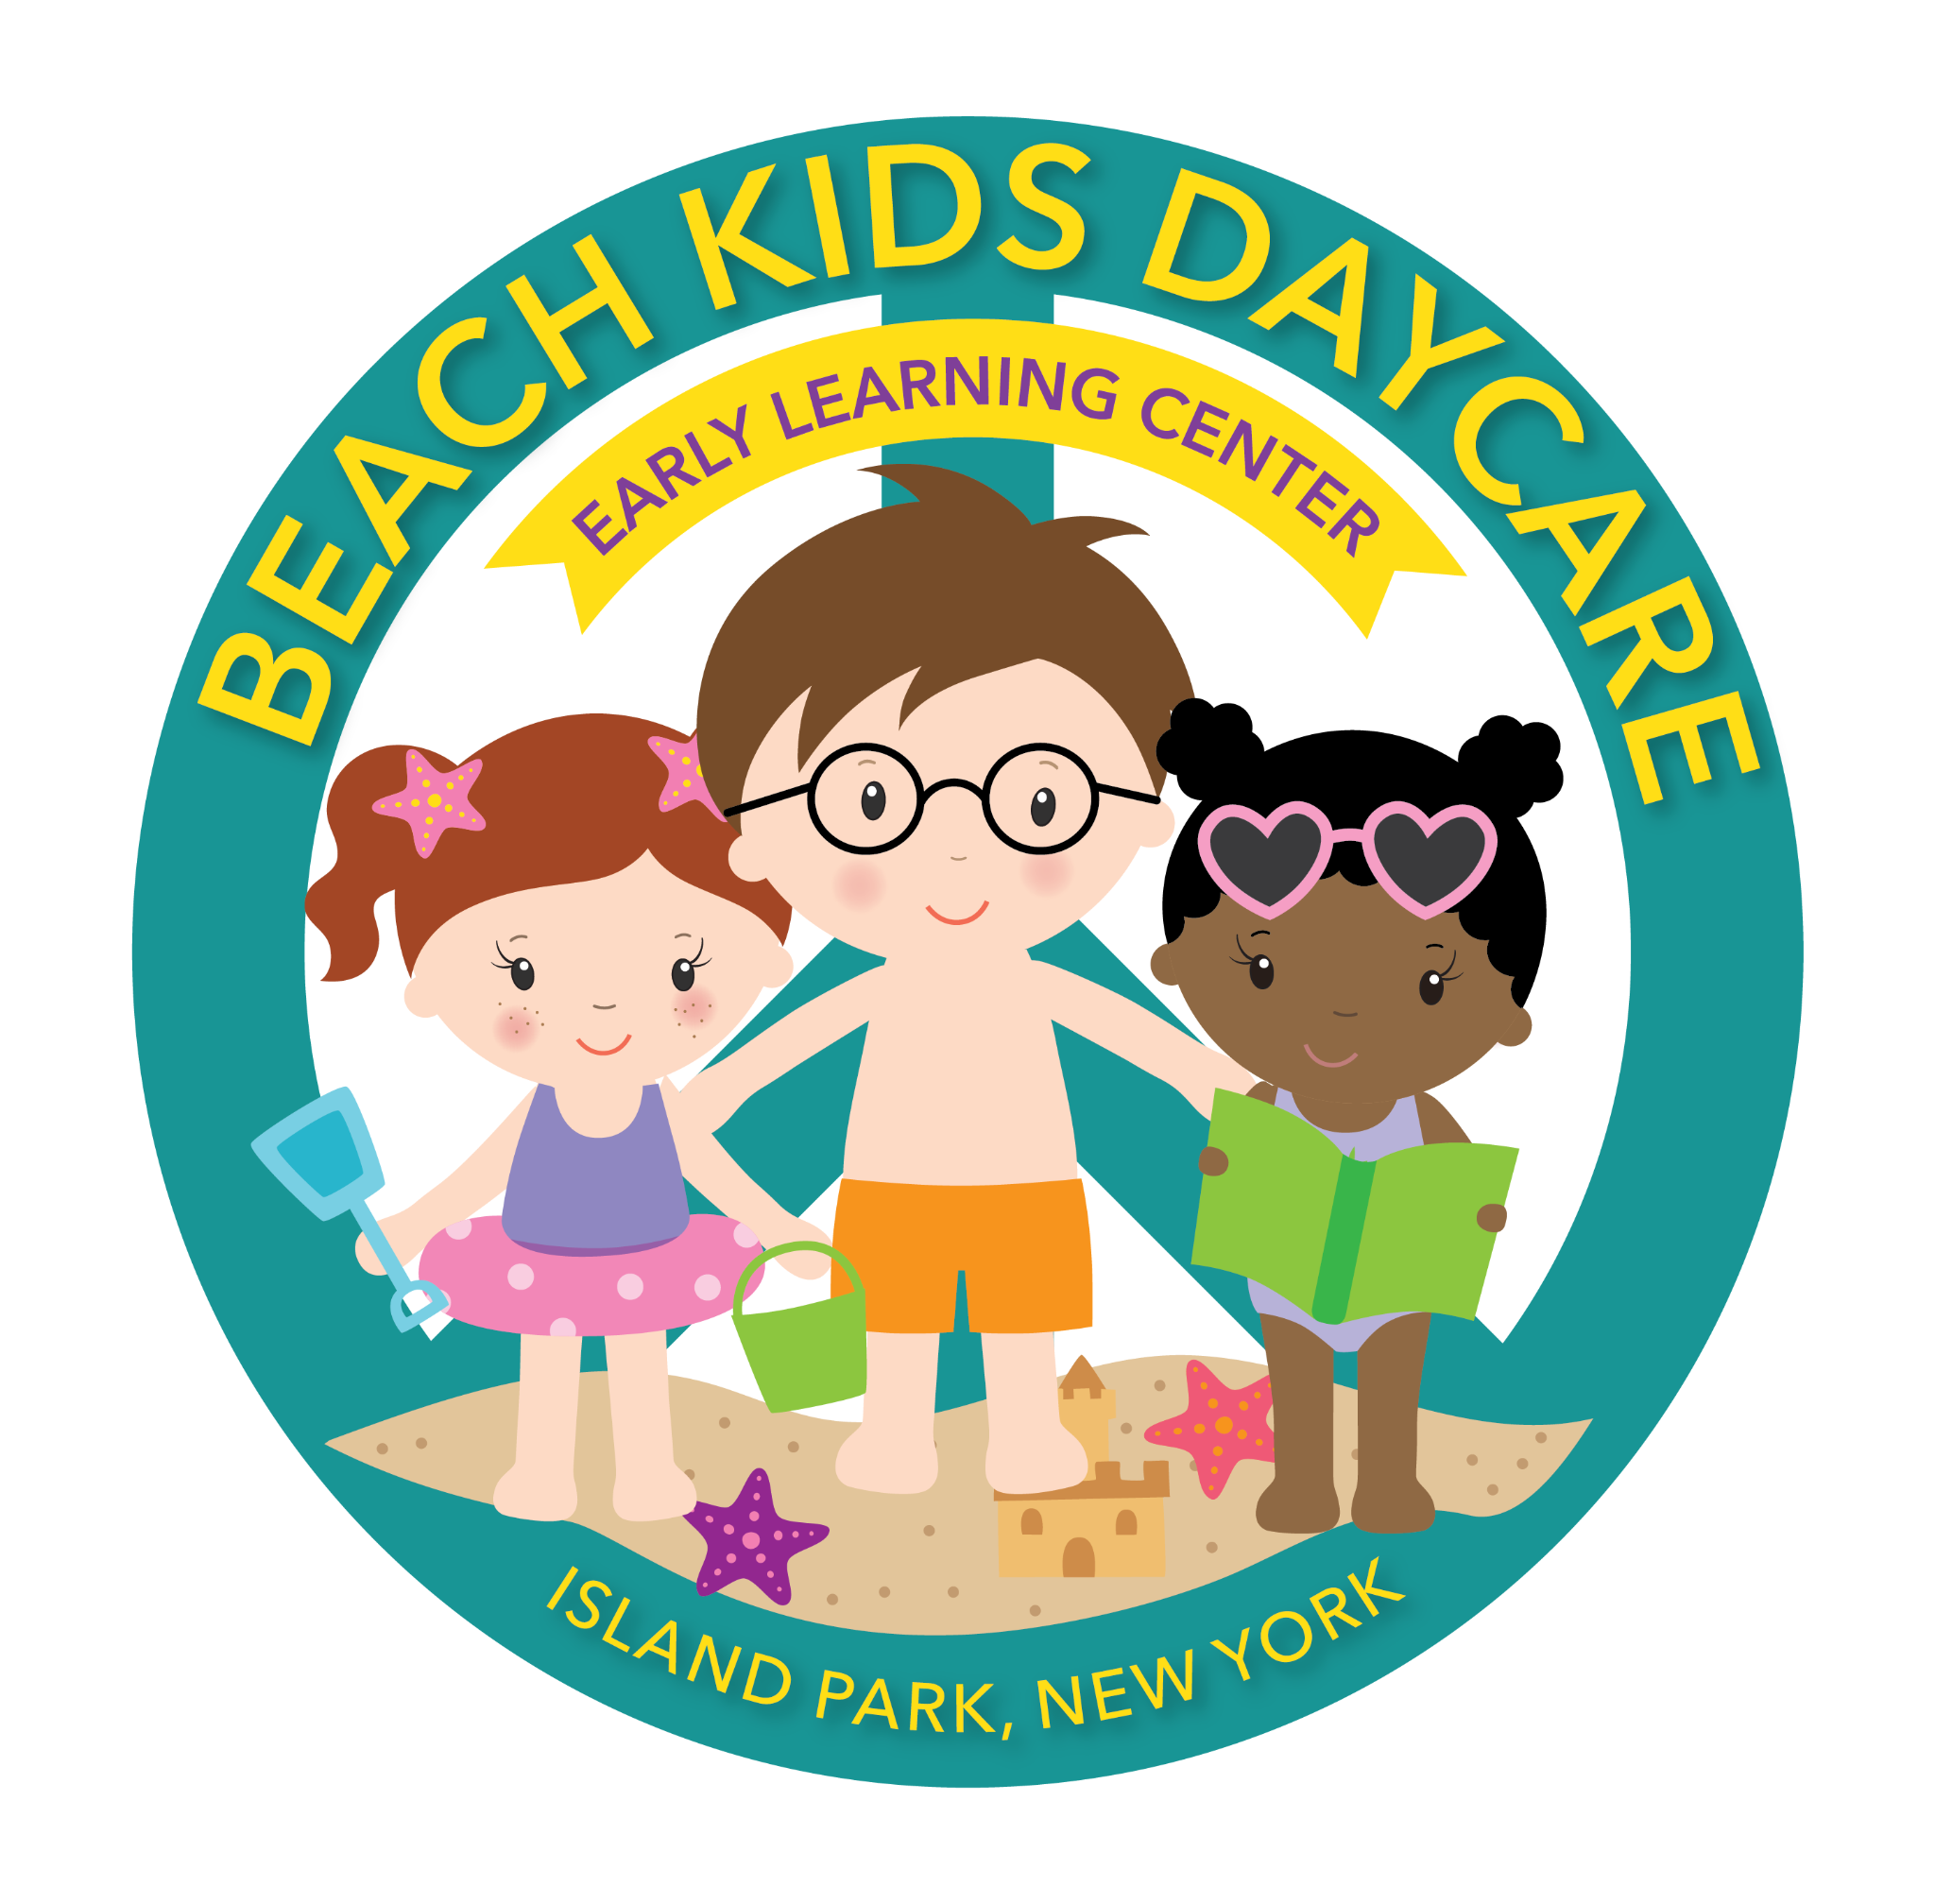 BEACH KIDS DAYCARE
EARLY LEARNING CENTER
ISLAND PARK, NEW YORK